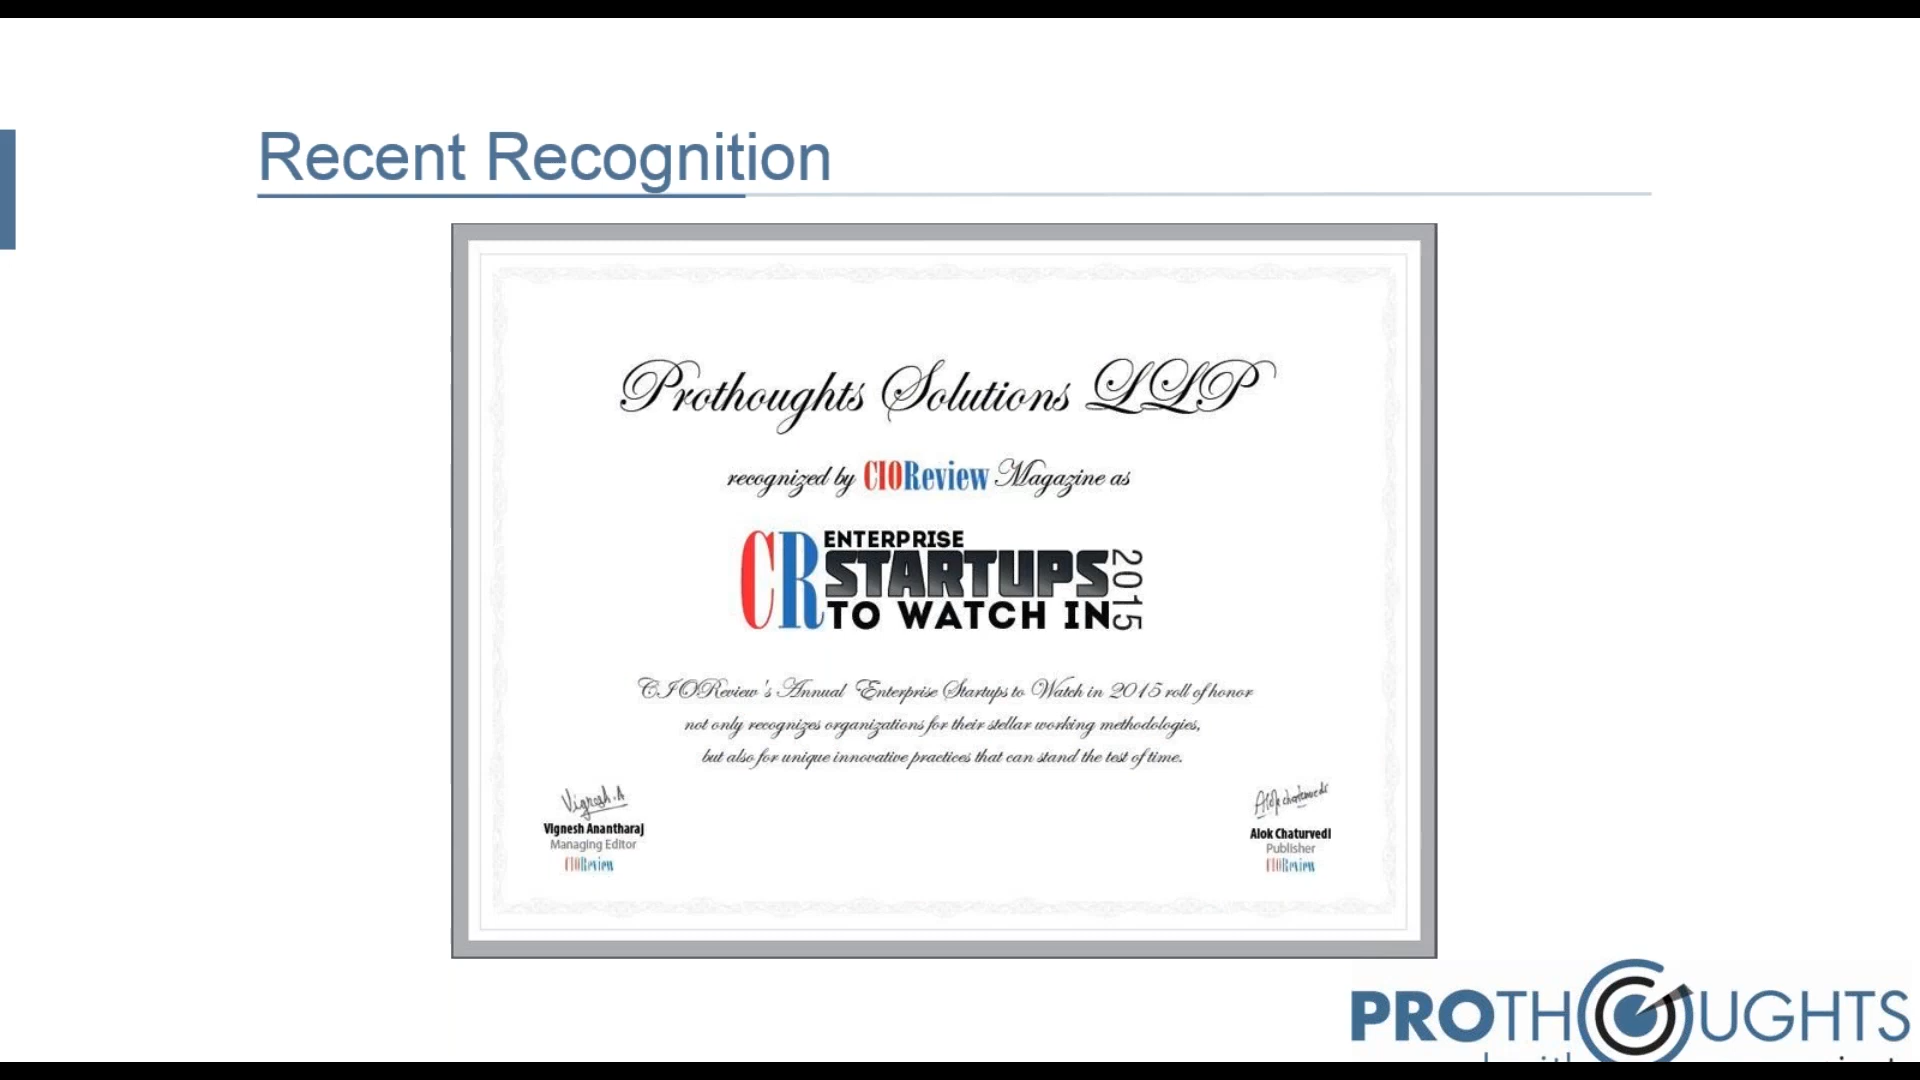 Recent Recognition
Prothoughts Solutions LLP
recognized by CIOReview Magazine as
CR ENTERPRISE
STARTUPS 2015
TO WATCH IN
CIOReview's Annual Enterprise Startups to Watch in 2015 roll of honor
not only recognizes organizations for their stellar working methodologies,
but also for unique innovative practices that can stand the test of time.
Vignesh.A
Vignesh Anantharaj
Managing Editor
CIOReview
Alok Chaturvedi
Alok Chaturvedi
Publisher
CIOReview
PROTHOUGHTS